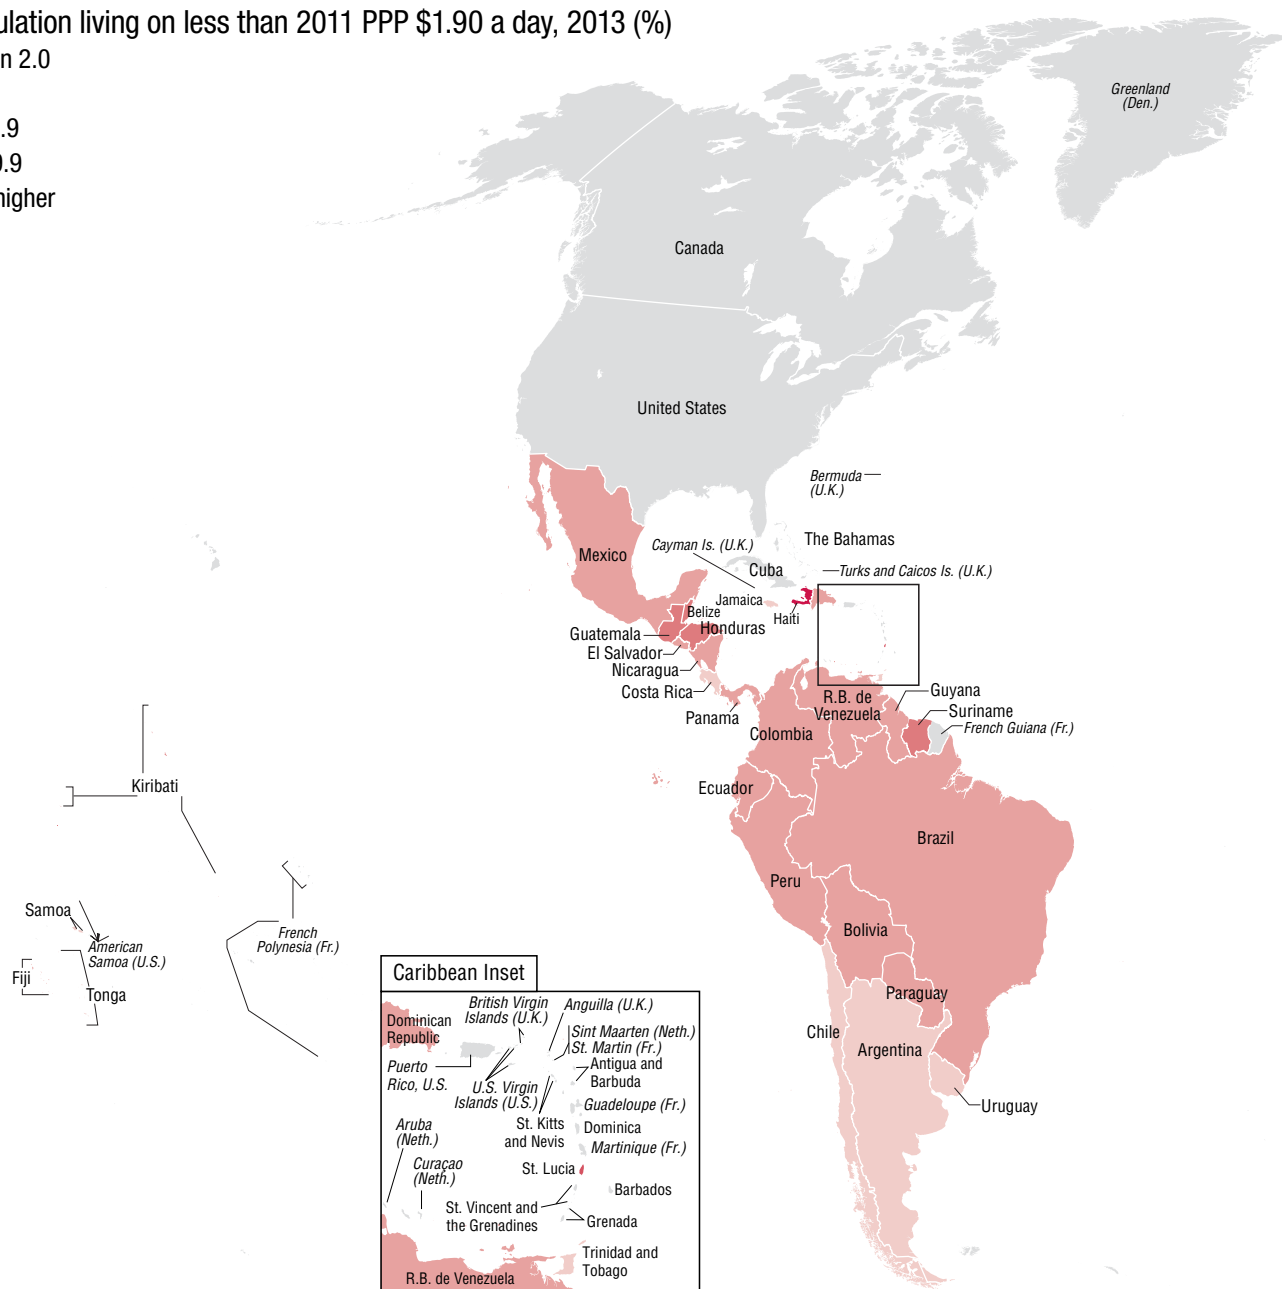 ulation living on less than 2011 PPP $1.90 a day, 2013 (%)
n 2.0
.9
0.9
higher
Greenland
(Den.)
Canada
United States
Bermuda
(U.K.)
Mexico
Cayman Is. (U.K.)
The Bahamas
Cuba
Turks and Caicos Is. (U.K.)
Jamaica
Belize
Haiti
Honduras
Guatemala
El Salvador
Nicaragua
Costa Rica
Panama
R.B. de
Venezuela
Guyana
Suriname
French Guiana (Fr.)
Colombia
Ecuador
Kiribati
Brazil
Peru
Samoa
American
Samoa (U.S.)
French
Polynesia (Fr.)
Fiji
Tonga
Bolivia
Paraguay
Chile
Argentina
Uruguay
Caribbean Inset
Dominican
Republic
British Virgin
Islands (U.K.)
Anguilla (U.K.)
Sint Maarten (Neth.)
St. Martin (Fr.)
Puerto
Rico, U.S.
U.S. Virgin
Islands (U.S.)
Antigua and
Barbuda
Guadeloupe (Fr.)
St. Kitts
and Nevis
Dominica
Martinique (Fr.)
Aruba
(Neth.)
Curaçao
(Neth.)
St. Lucia
Barbados
St. Vincent and
the Grenadines
Grenada
Trinidad and
Tobago
R.B. de Venezuela